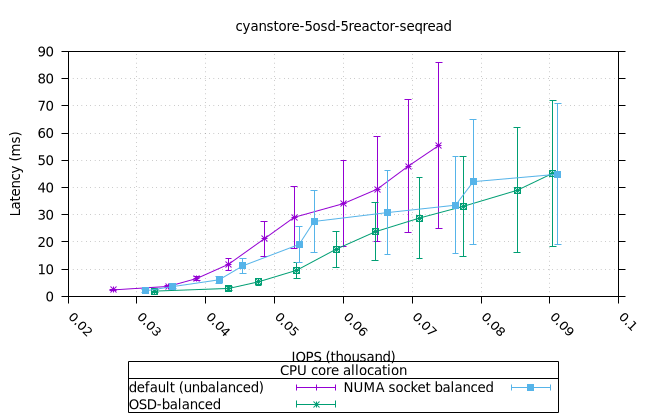 cyanstore-5osd-5reactor-seqread
90
80
70
60
50
40
30
20
10
0
Latency (ms)
0.02
0.03
0.04
0.05
0.06
0.07
0.08
0.09
0.1
IOPS (thousand)
CPU core allocation
default (unbalanced)
NUMA socket balanced
OSD-balanced